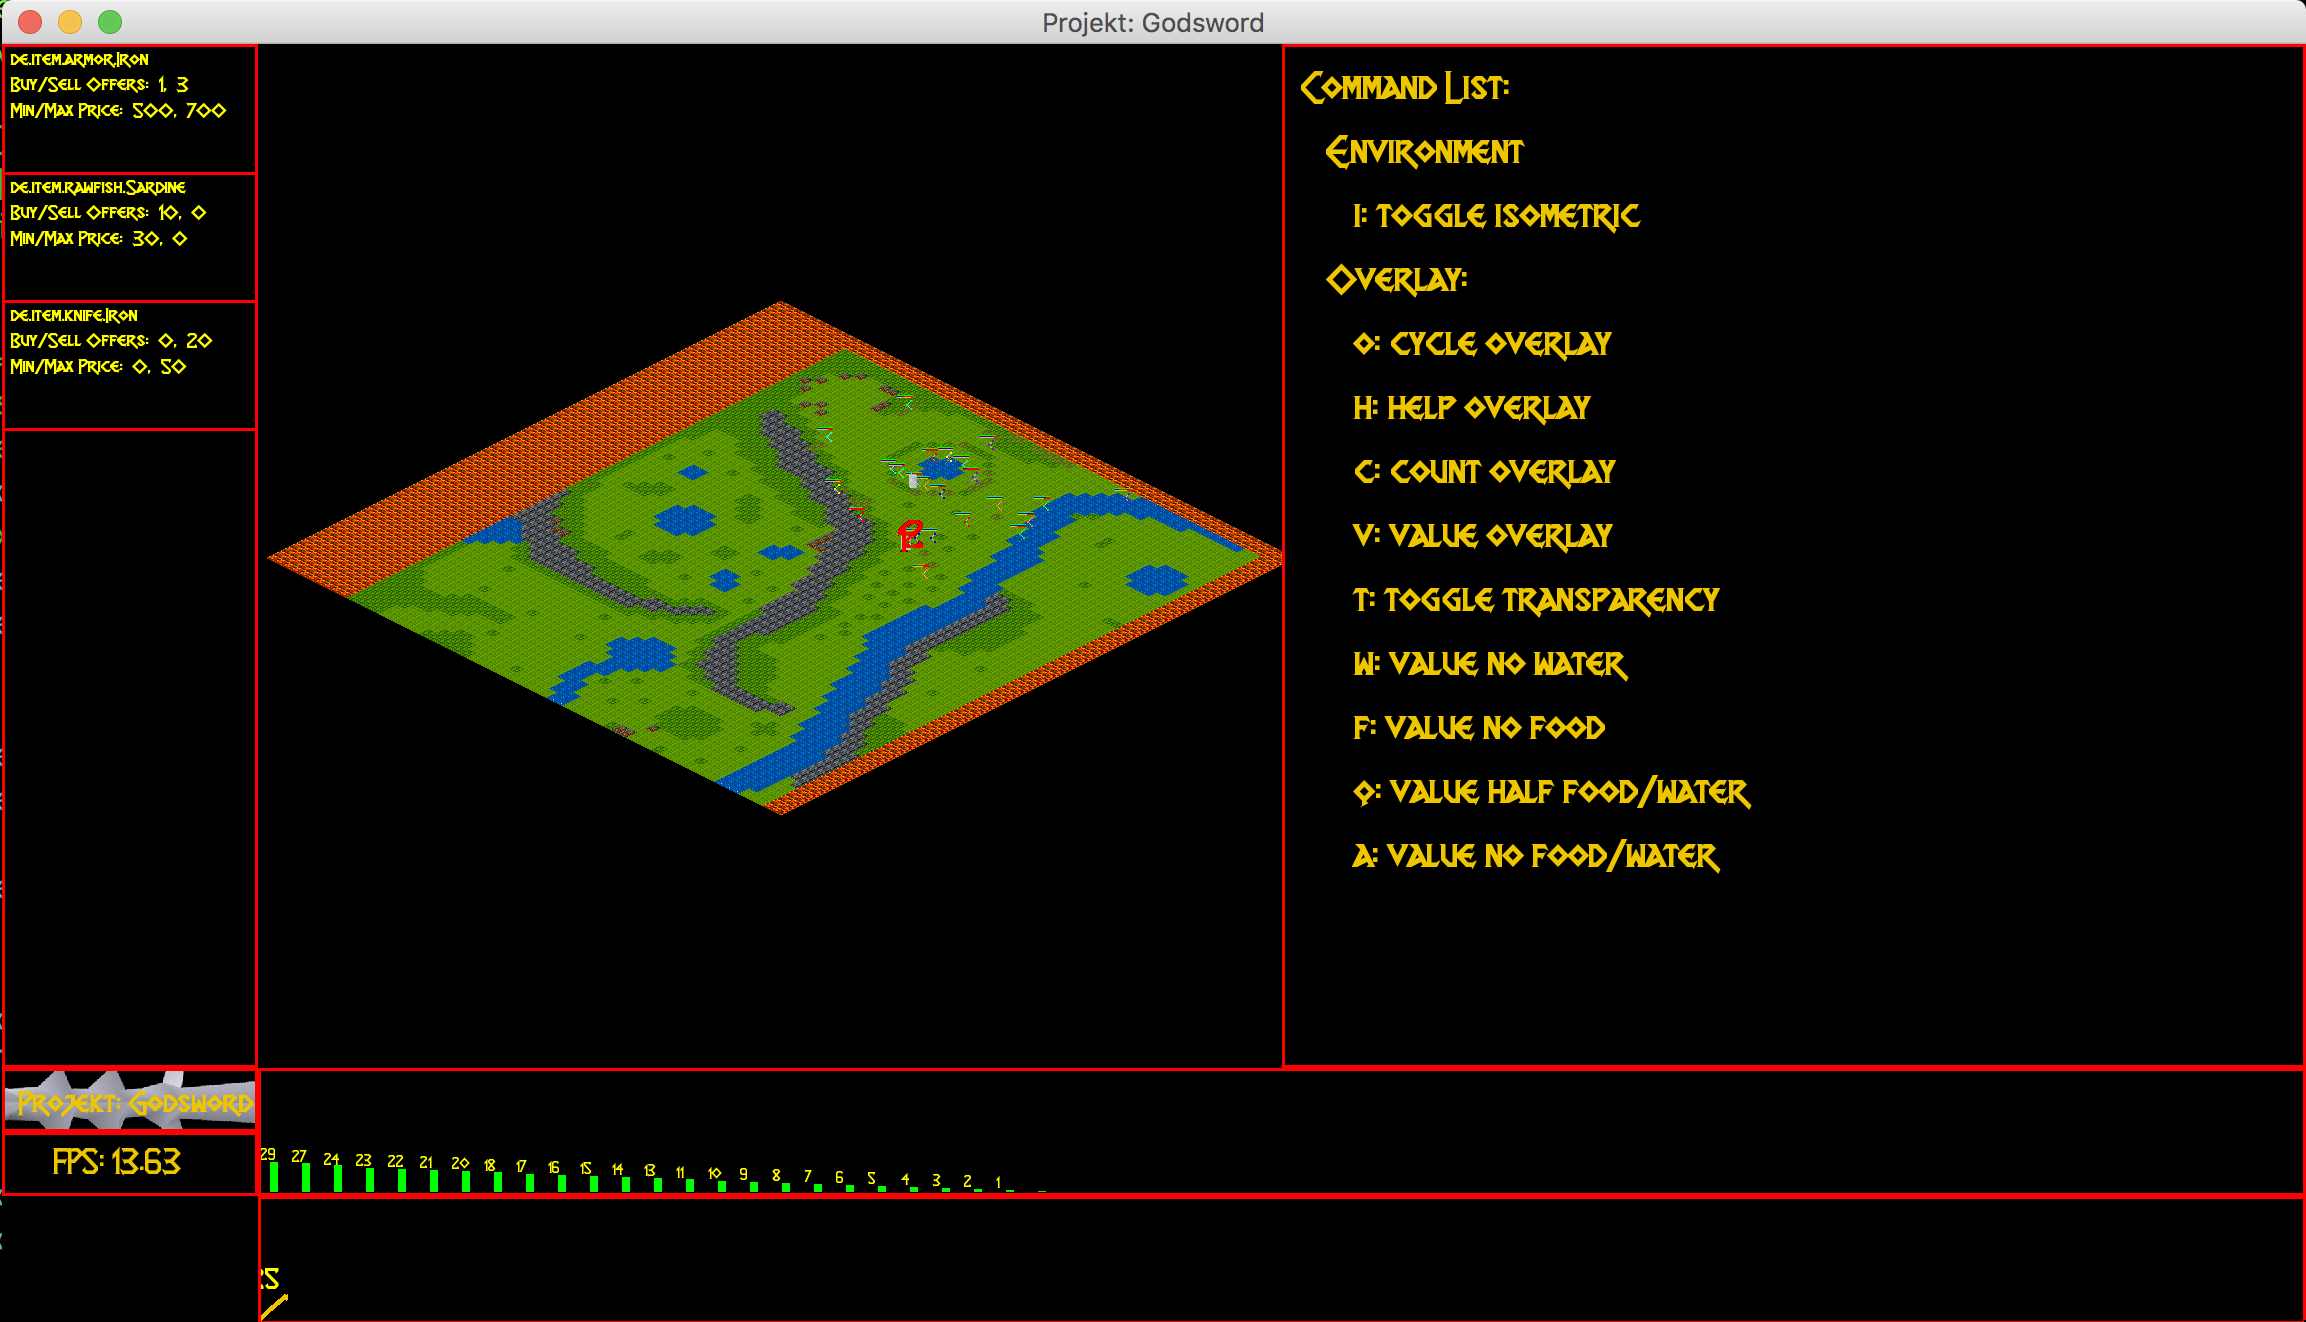 Projekt: Godsword
de.item.armor.Iron
Buy/Sell Offers: 1, 3
Min/Max Price: 500, 700
de.item.rawfish.Sardine
Buy/Sell Offers: 10, 0
Min/Max Price: 30, 0
de.item.knife.Iron
Buy/Sell Offers: 0, 20
Min/Max Price: 0, 50
Command List:
Environment
i: toggle isometric
Overlay:
o: cycle overlay
h: help overlay
c: count overlay
v: value overlay
t: toggle transparency
w: value no water
f: value no food
q: value half food/water
a: value no food/water
Projekt: Godsword
FPS: 13.63
29 27 24 23 22 21 20 18 17 16 15 14 13 11 10 9 8 7 6 5 4 3 2 1